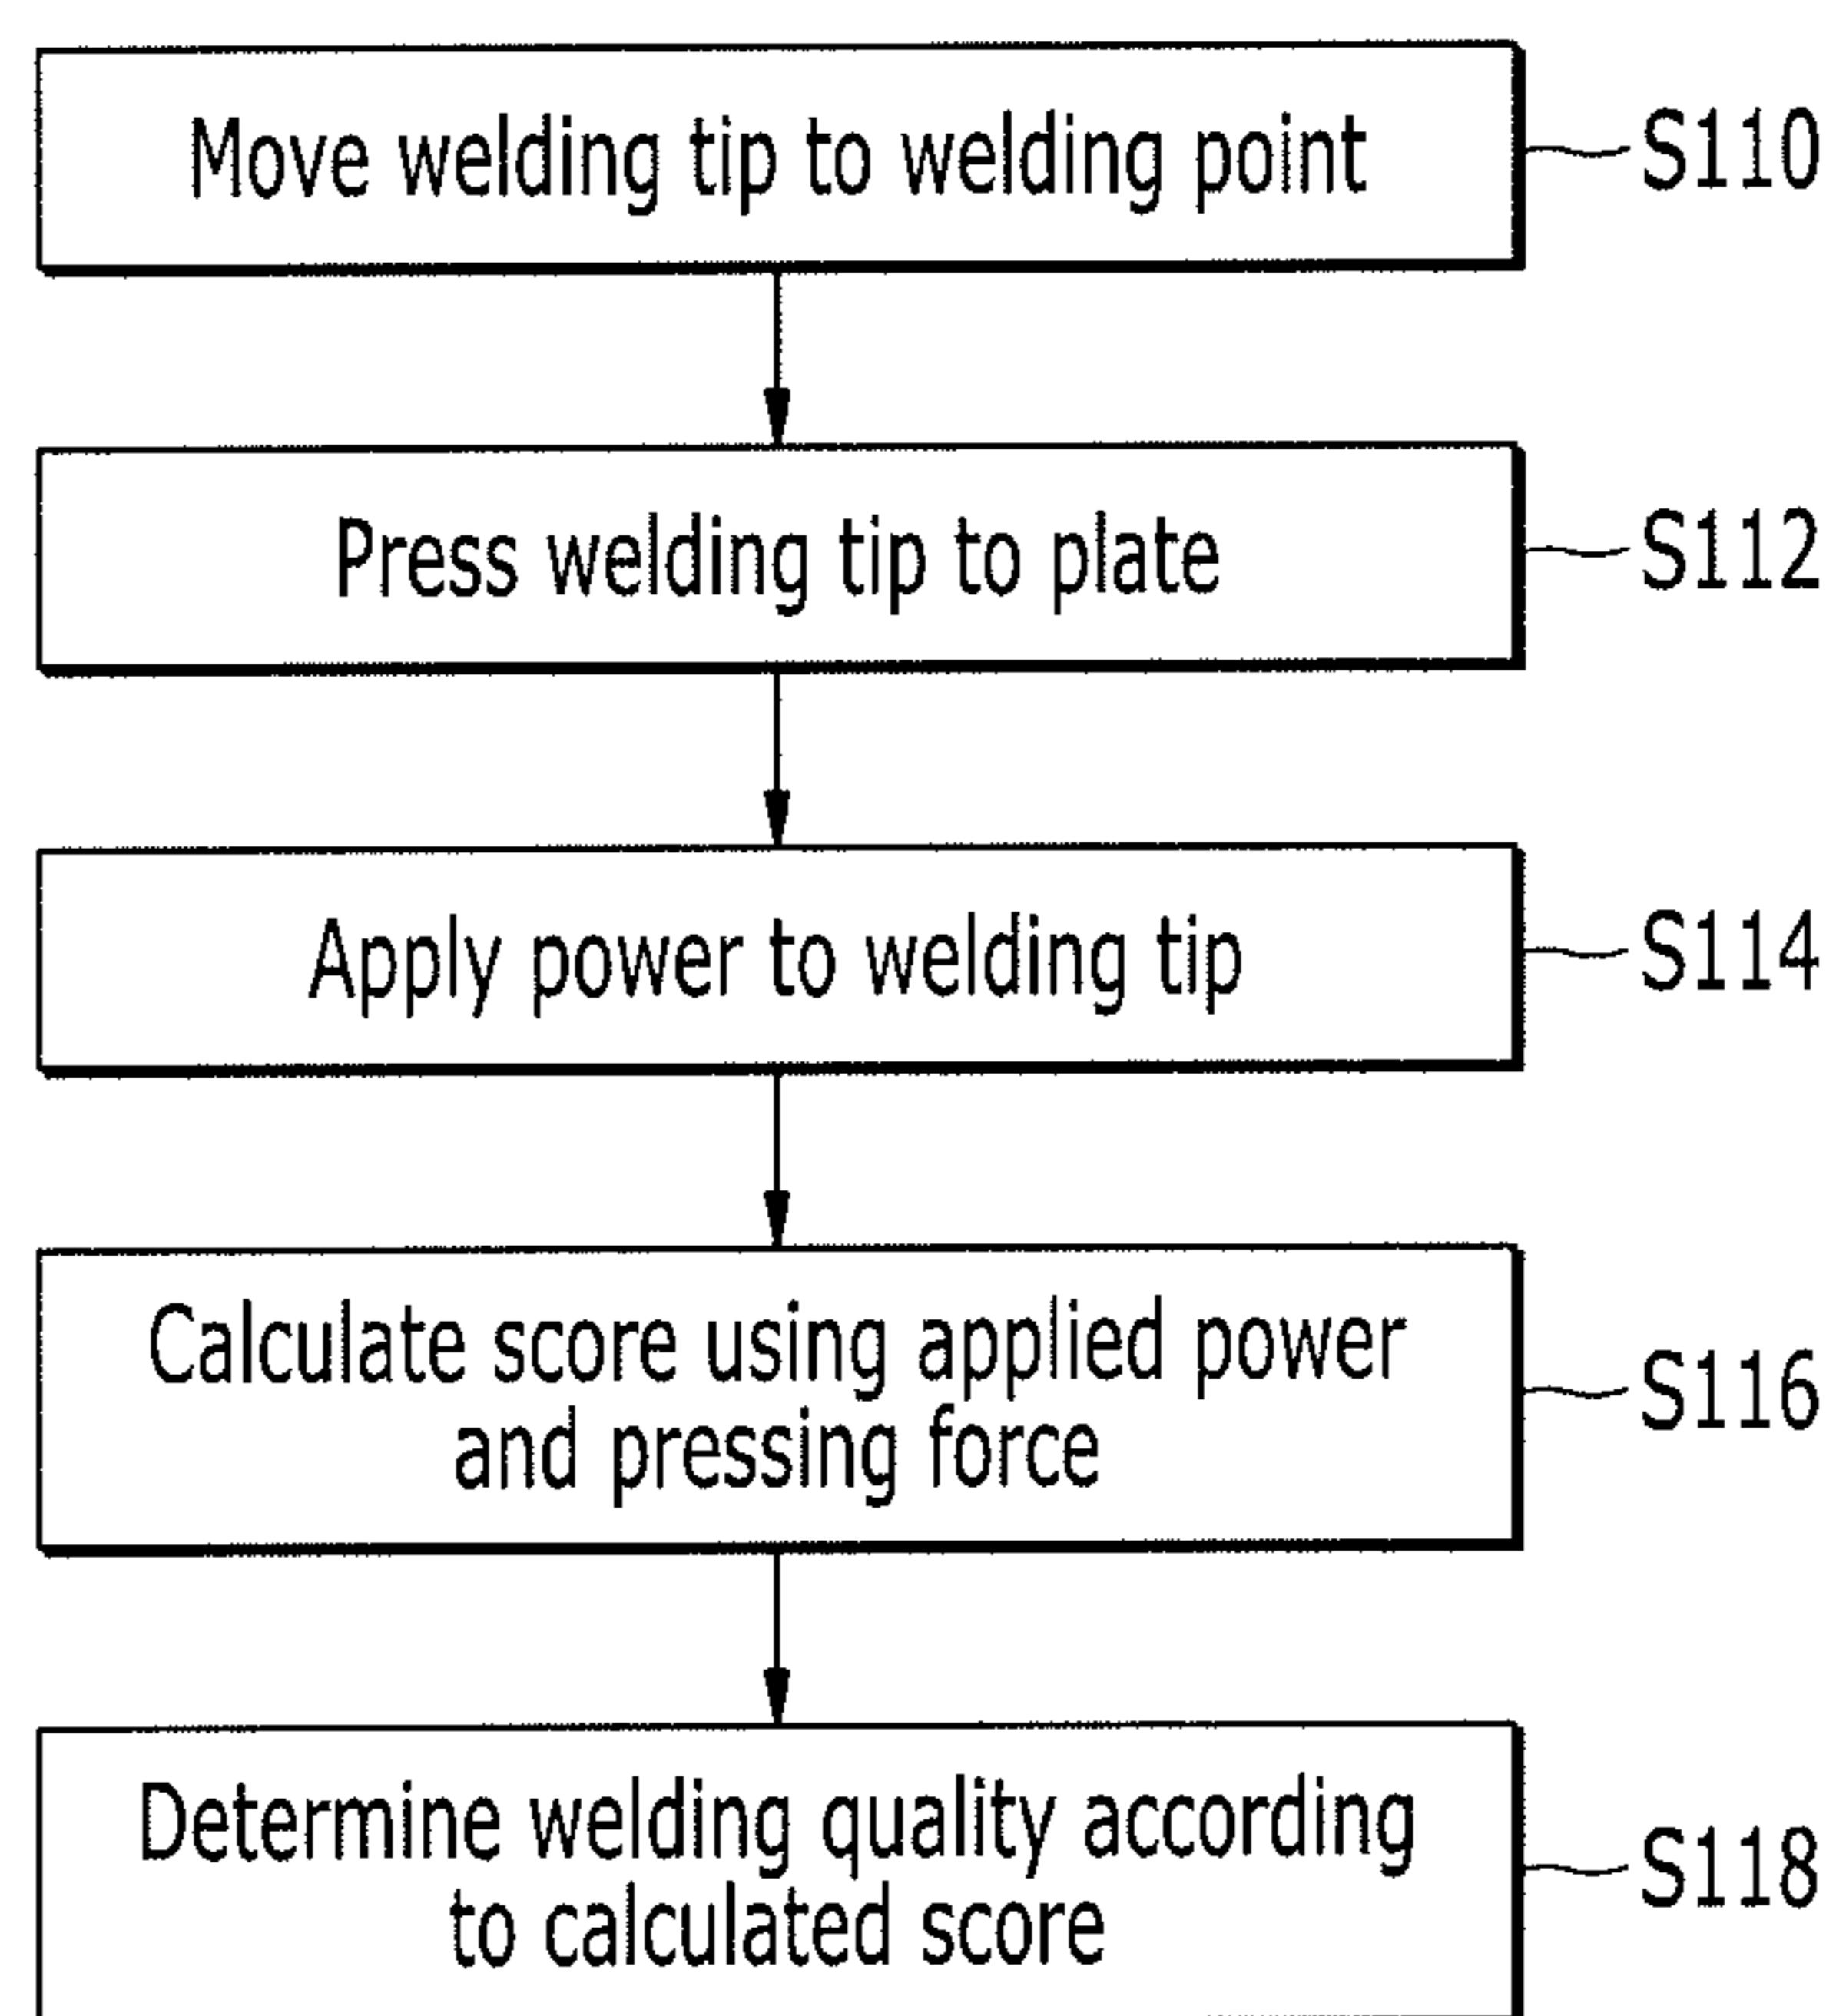 Move welding tip to welding point
S110
Press welding tip to plate
S112
Apply power to welding tip
S114
Calculate score using applied power
and pressing force
S116
Determine welding quality according
to calculated score
S118